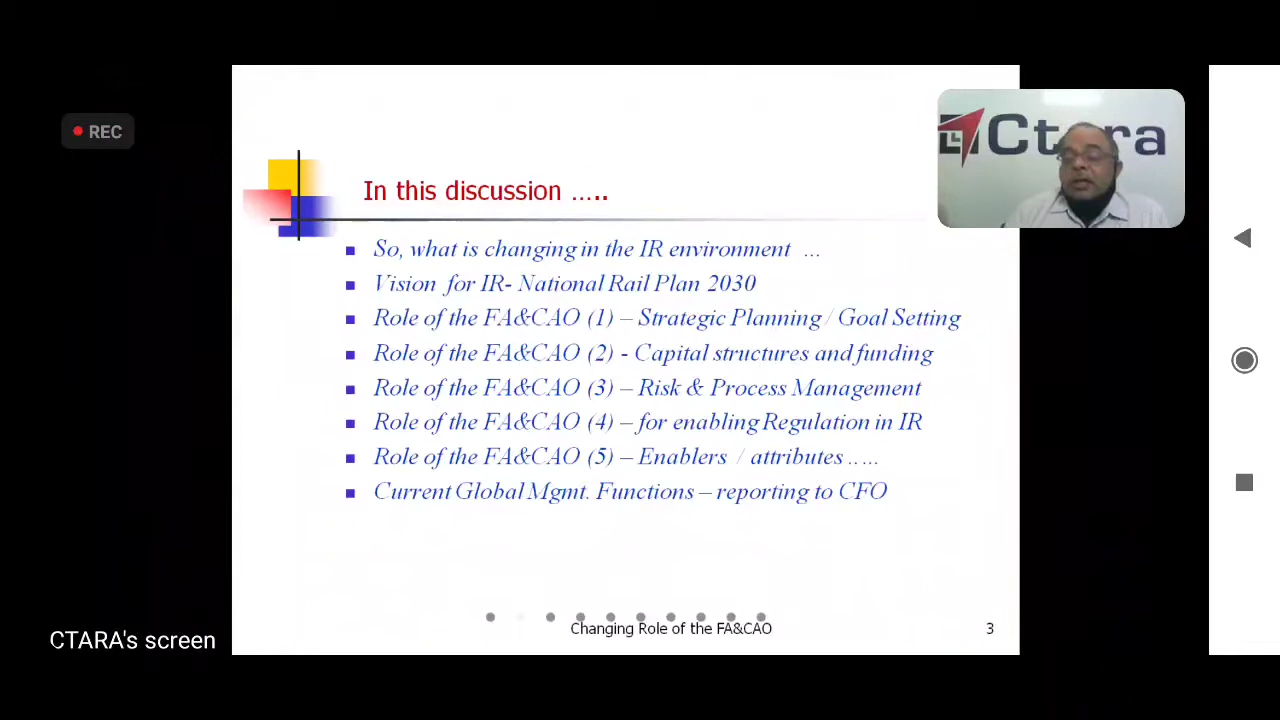 REC
Ctara
In this discussion …..
So, what is changing in the IR environment …
Vision for IR- National Rail Plan 2030
Role of the FA&CAO (1) – Strategic Planning / Goal Setting
Role of the FA&CAO (2) - Capital structures and funding
Role of the FA&CAO (3) – Risk & Process Management
Role of the FA&CAO (4) – for enabling Regulation in IR
Role of the FA&CAO (5) – Enablers / attributes .. ...
Current Global Mgmt. Functions – reporting to CFO
Changing Role of the FA&CAO
3
CTARA's screen